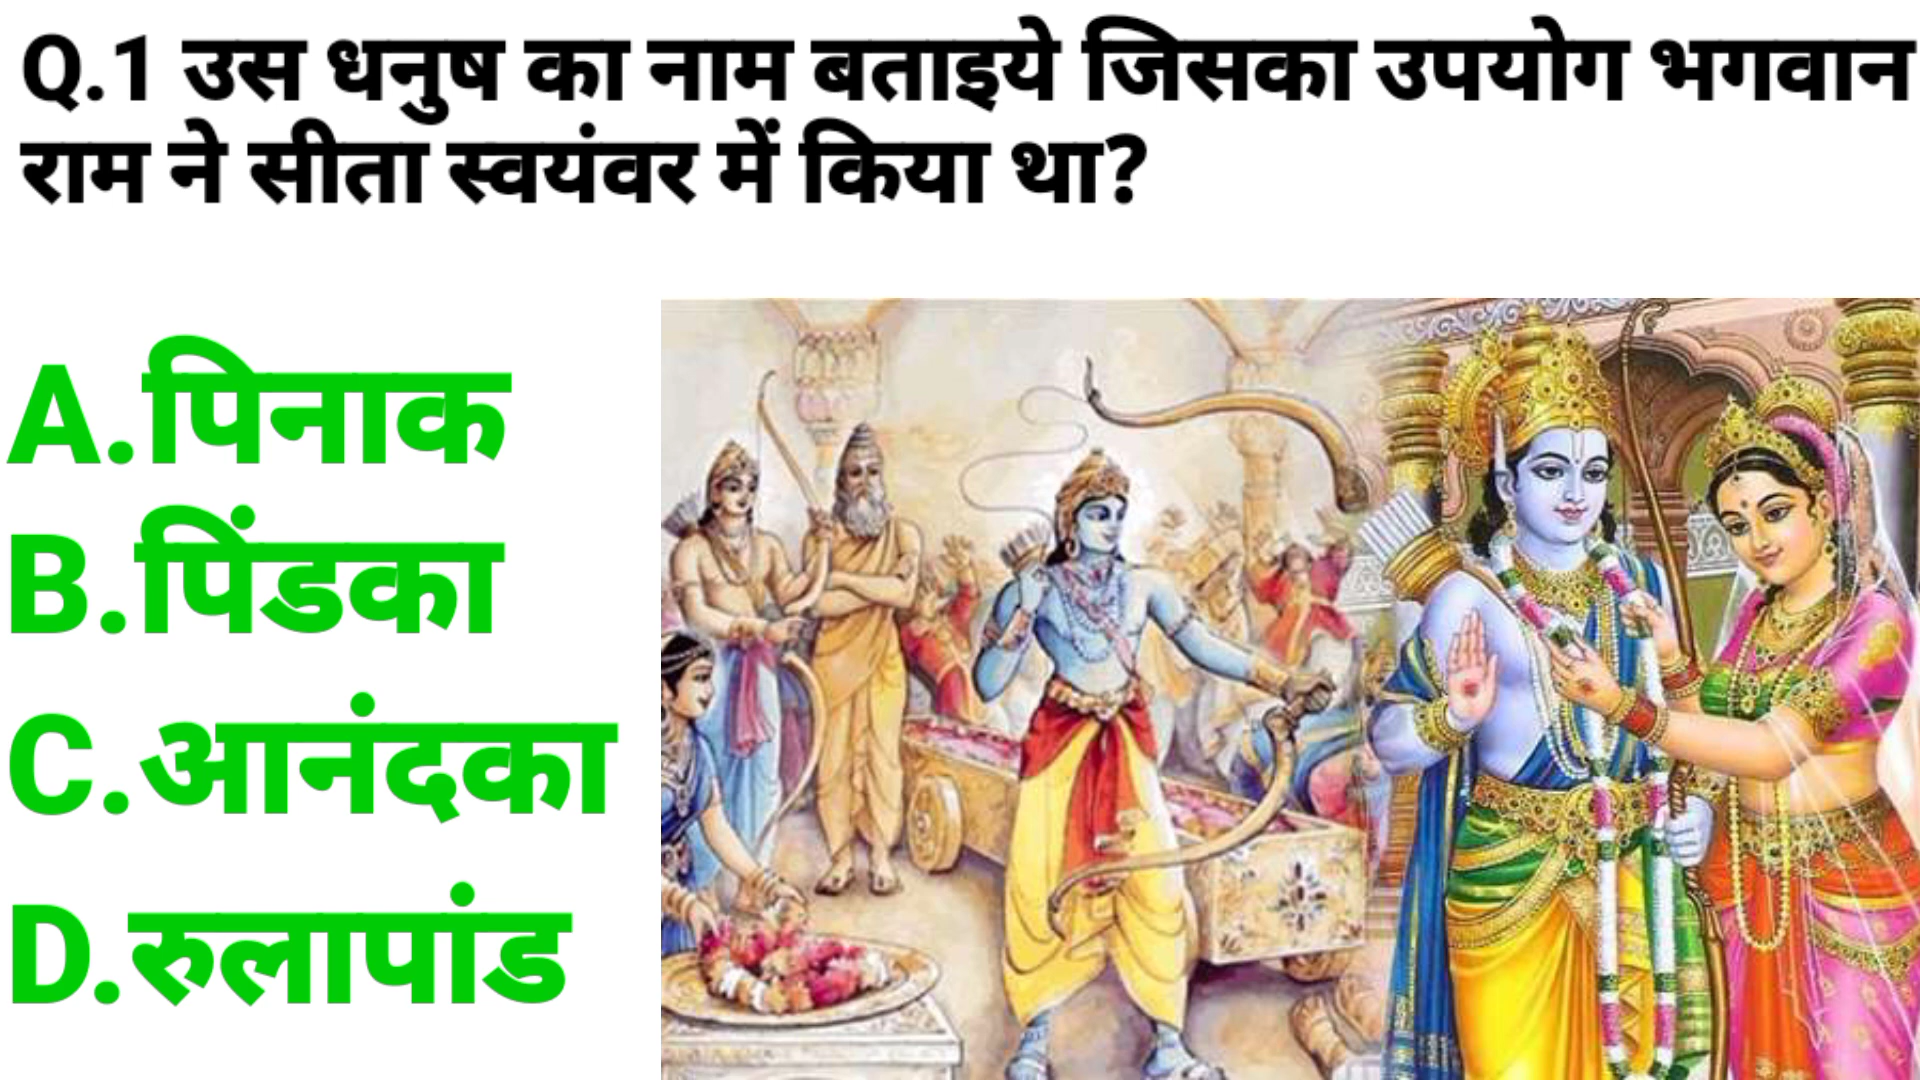 Q.1 उस धनुष का नाम बताइये जिसका उपयोग भगवान
राम ने सीता स्वयंवर में किया था?
A.पिनाक
B.पिंडका
C.आनंदका
D.रुलापांड